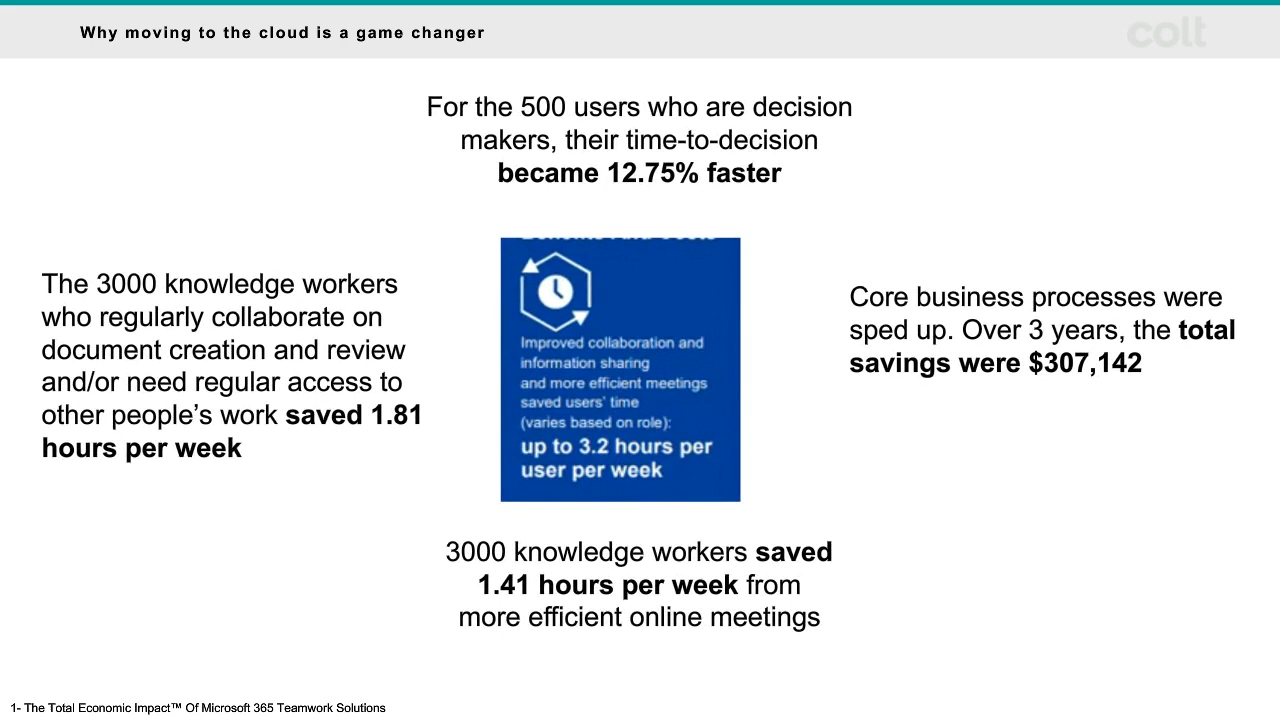 Why moving to the cloud is a game changer
colt
For the 500 users who are decision
makers, their time-to-decision
became 12.75% faster
The 3000 knowledge workers
who regularly collaborate on
document creation and review
and/or need regular access to
other people’s work saved 1.81
hours per week
Improved collaboration and
information sharing
and more efficient meetings
saved users’ time
(varies based on role):
up to 3.2 hours per
user per week
Core business processes were
sped up. Over 3 years, the total
savings were $307,142
3000 knowledge workers saved
1.41 hours per week from
more efficient online meetings
1- The Total Economic Impact™ Of Microsoft 365 Teamwork Solutions